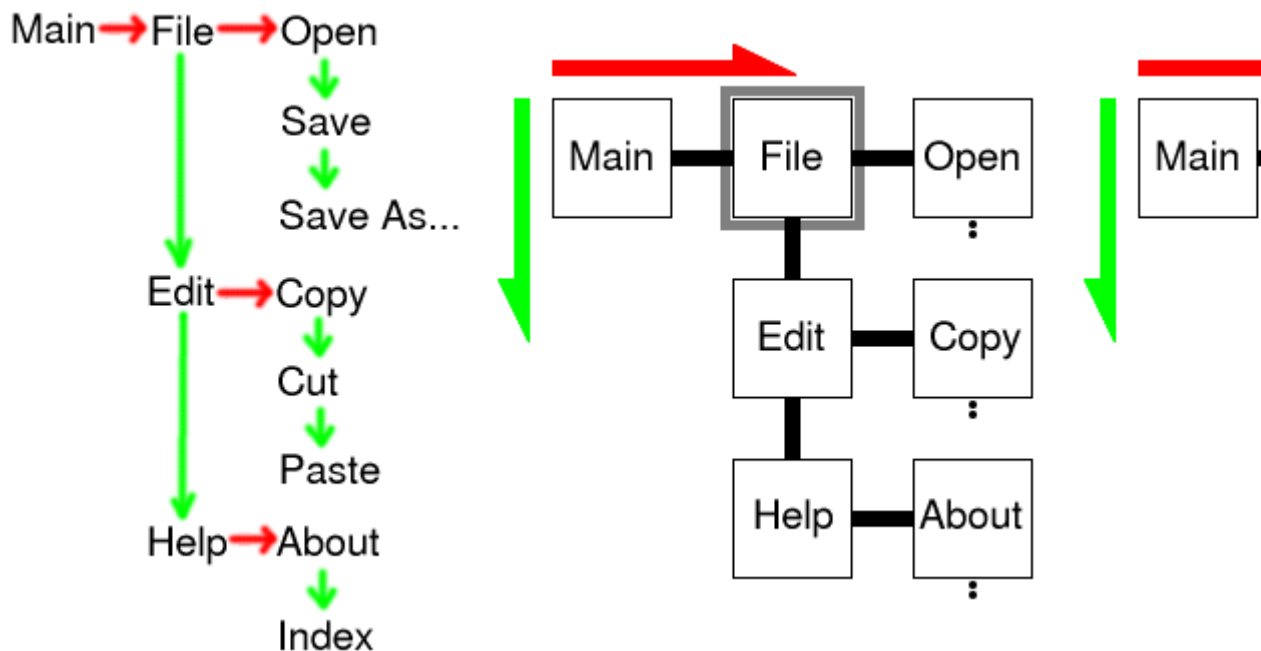 Main File Open
Save
Save As...
Edit Copy
Cut
Paste
Help About
Index
Main File Open
Edit Copy
Help About
Main